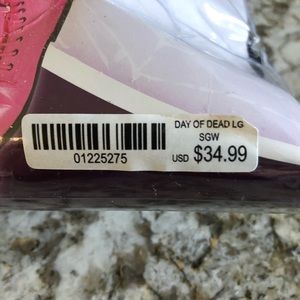 DAY OF DEAD LG
SGW
01225275
USD $34.99